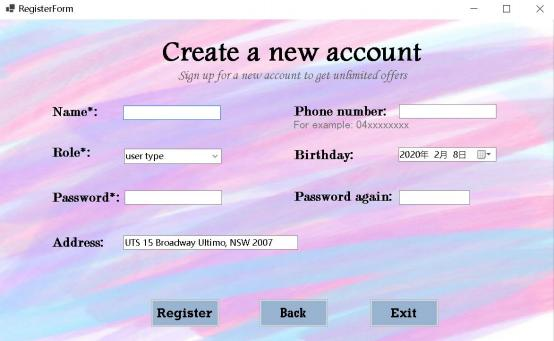 RegisterForm
Create a new account
Sign up for a new account to get unlimited offers
Name*:
Phone number:
For example: 04xxxxxxxx
Role*:
user type
Birthday:
2020年 2月 8日
Password*:
Password again:
Address:
UTS 15 Broadway Ultimo, NSW 2007
Register
Back
Exit